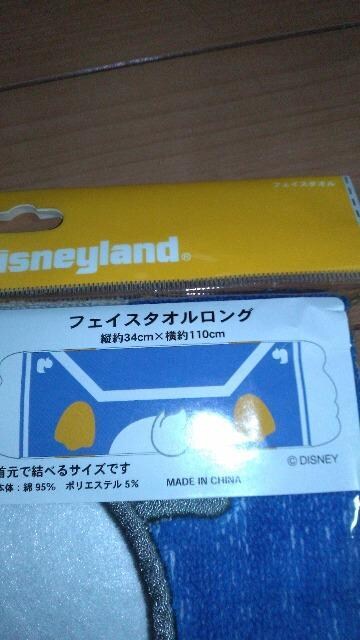 フェイスタオル
isneyland®
フェイスタオルロング
縦約34cm×横約110cm
© DISNEY
首元で結べるサイズです
本体：綿 95%　ポリエステル 5%
MADE IN CHINA